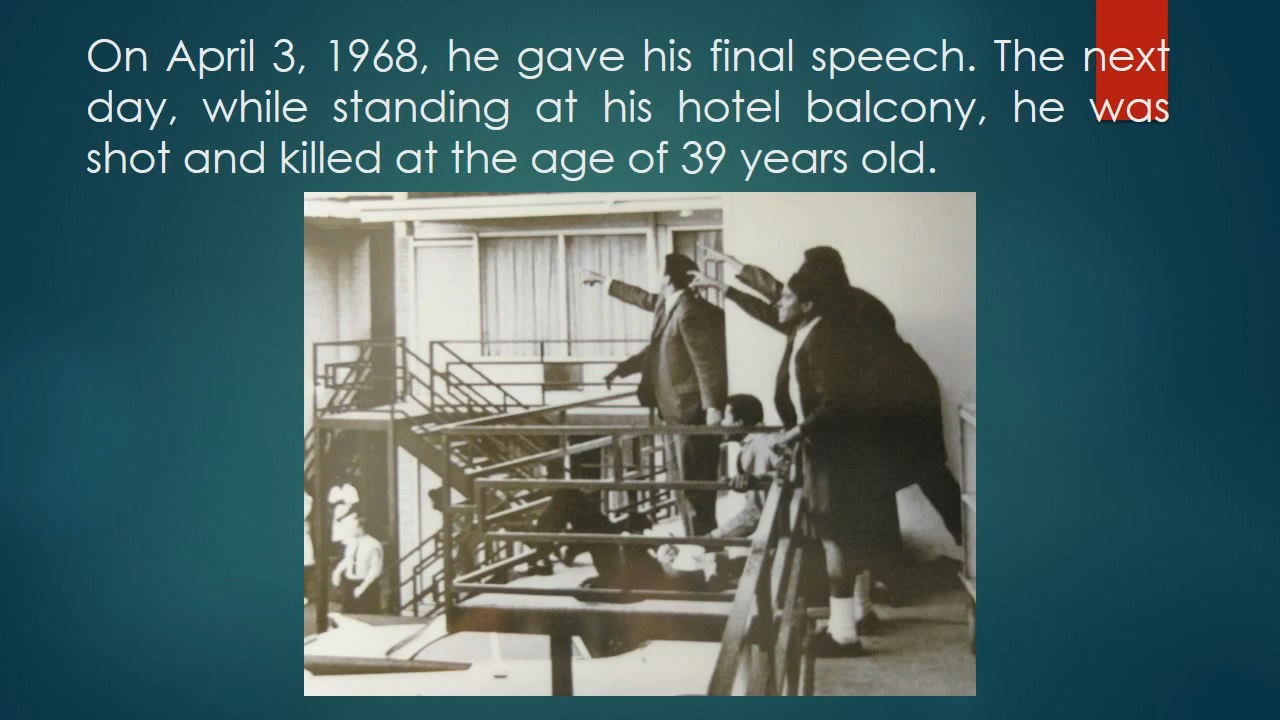 On April 3, 1968, he gave his final speech. The next
day, while standing at his hotel balcony, he was
shot and killed at the age of 39 years old.